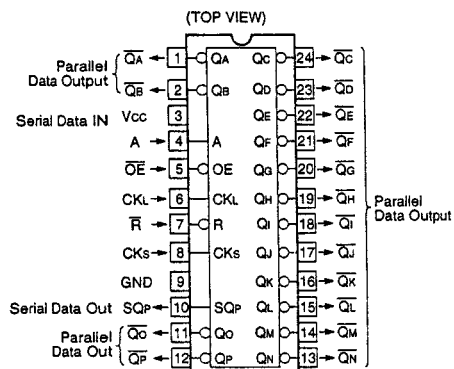 (TOP VIEW)
Parallel Data Output
Q̅A̅ 1 QA QC 24 Q̅C̅
Q̅B̅ 2 QB QD 23 Q̅D̅
VCC 3 QE 22 Q̅E̅
Serial Data IN
A 4 A QF 21 Q̅F̅
O̅E̅ 5 OE QG 20 Q̅G̅
CKL 6 CKL QH 19 Q̅H̅
R̅ 7 R QI 18 Q̅I̅
Parallel Data Output
CKS 8 CKS QJ 17 Q̅J̅
GND 9 QK 16 Q̅K̅
Serial Data Out SQP 10 SQP QL 15 Q̅L̅
Parallel Data Out
Q̅O̅ 11 QO QM 14 Q̅M̅
Q̅P̅ 12 QP QN 13 Q̅N̅